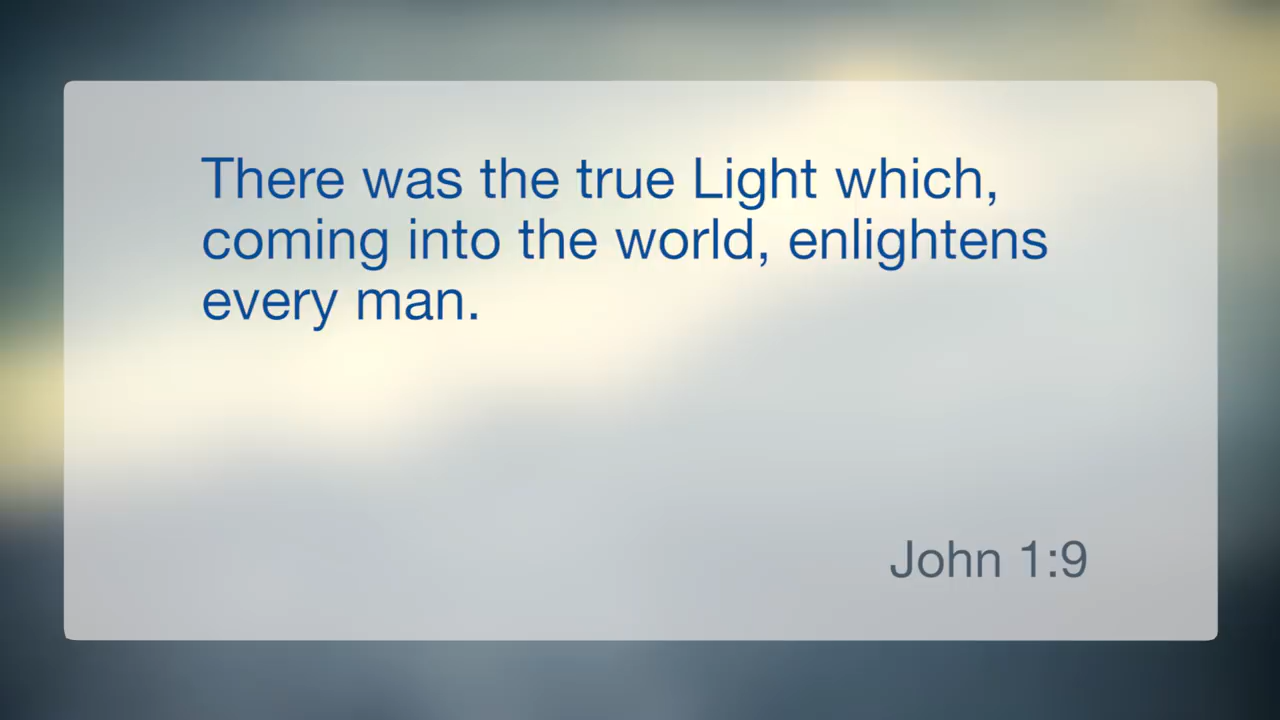 There was the true Light which,
coming into the world, enlightens
every man.
John 1:9